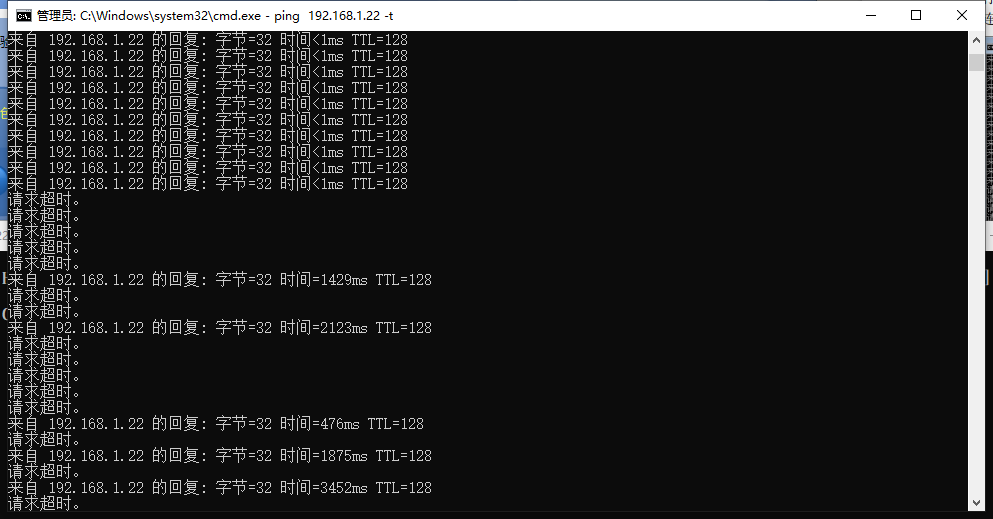 管理员: C:\Windows\system32\cmd.exe - ping  192.168.1.22 -t
来自 192.168.1.22 的回复: 字节=32 时间<1ms TTL=128
来自 192.168.1.22 的回复: 字节=32 时间<1ms TTL=128
来自 192.168.1.22 的回复: 字节=32 时间<1ms TTL=128
来自 192.168.1.22 的回复: 字节=32 时间<1ms TTL=128
来自 192.168.1.22 的回复: 字节=32 时间<1ms TTL=128
来自 192.168.1.22 的回复: 字节=32 时间<1ms TTL=128
来自 192.168.1.22 的回复: 字节=32 时间<1ms TTL=128
来自 192.168.1.22 的回复: 字节=32 时间<1ms TTL=128
来自 192.168.1.22 的回复: 字节=32 时间<1ms TTL=128
来自 192.168.1.22 的回复: 字节=32 时间<1ms TTL=128
请求超时。
请求超时。
请求超时。
请求超时。
请求超时。
来自 192.168.1.22 的回复: 字节=32 时间=1429ms TTL=128
请求超时。
请求超时。
来自 192.168.1.22 的回复: 字节=32 时间=2123ms TTL=128
请求超时。
请求超时。
请求超时。
请求超时。
请求超时。
来自 192.168.1.22 的回复: 字节=32 时间=476ms TTL=128
请求超时。
来自 192.168.1.22 的回复: 字节=32 时间=1875ms TTL=128
请求超时。
来自 192.168.1.22 的回复: 字节=32 时间=3452ms TTL=128
请求超时。